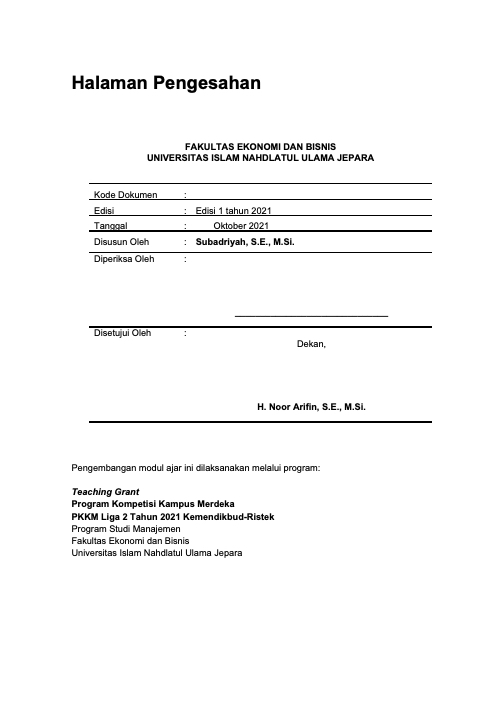 Halaman Pengesahan
FAKULTAS EKONOMI DAN BISNIS
UNIVERSITAS ISLAM NAHDLATUL ULAMA JEPARA
Kode Dokumen :
Edisi : Edisi 1 tahun 2021
Tanggal : Oktober 2021
Disusun Oleh : Subadriyah, S.E., M.Si.
Diperiksa Oleh :
Disetujui Oleh :
Dekan,
H. Noor Arifin, S.E., M.Si.
Pengembangan modul ajar ini dilaksanakan melalui program:
Teaching Grant
Program Kompetisi Kampus Merdeka
PKKM Liga 2 Tahun 2021 Kemendikbud-Ristek
Program Studi Manajemen
Fakultas Ekonomi dan Bisnis
Universitas Islam Nahdlatul Ulama Jepara